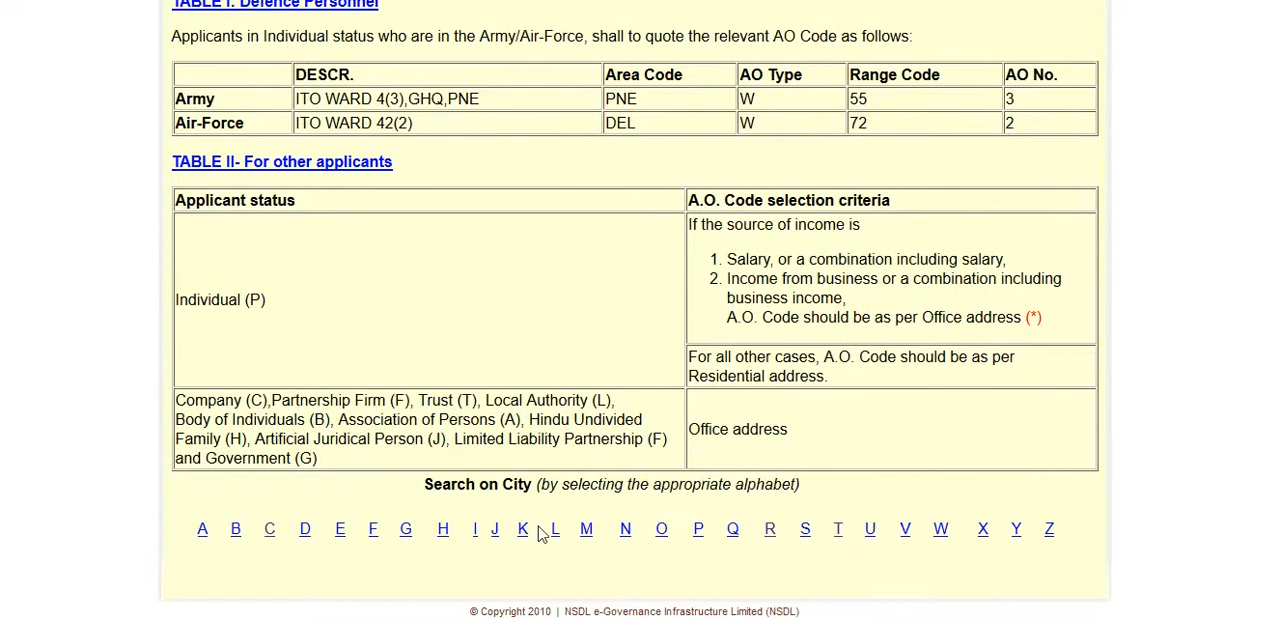 TABLE I. Defence Personnel
Applicants in Individual status who are in the Army/Air-Force, shall to quote the relevant AO Code as follows:
DESCR. Area Code AO Type Range Code AO No.
Army ITO WARD 4(3),GHQ,PNE PNE W 55 3
Air-Force ITO WARD 42(2) DEL W 72 2
TABLE II- For other applicants
Applicant status A.O. Code selection criteria
Individual (P)
If the source of income is
1. Salary, or a combination including salary,
2. Income from business or a combination including
business income,
A.O. Code should be as per Office address (*)
For all other cases, A.O. Code should be as per
Residential address.
Company (C),Partnership Firm (F), Trust (T), Local Authority (L),
Body of Individuals (B), Association of Persons (A), Hindu Undivided
Family (H), Artificial Juridical Person (J), Limited Liability Partnership (F)
and Government (G)
Office address
Search on City (by selecting the appropriate alphabet)
A B C D E F G H I J K L M N O P Q R S T U V W X Y Z
© Copyright 2010 | NSDL e-Governance Infrastructure Limited (NSDL)